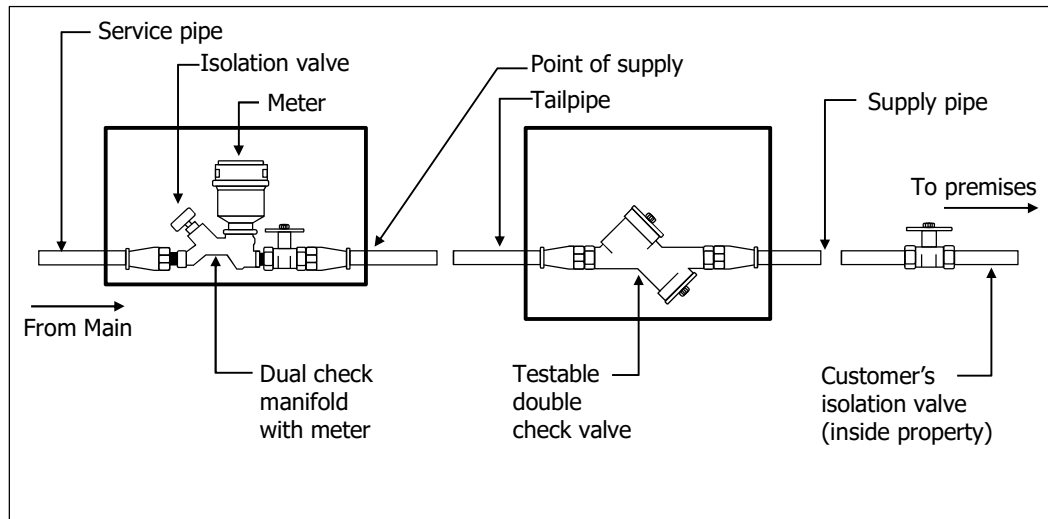 Service pipe
Isolation valve
Meter
Point of supply
Tailpipe
Supply pipe
To premises
From Main
Dual check
manifold
with meter
Testable
double
check valve
Customer’s
isolation valve
(inside property)